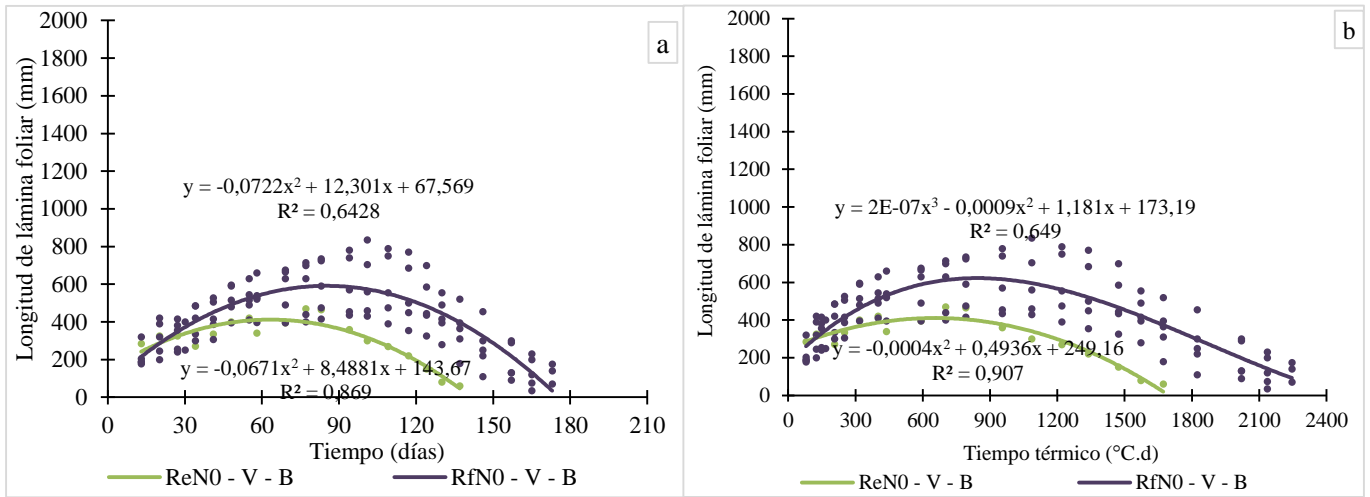 a
Longitud de lámina foliar (mm)
2000
1800
1600
1400
1200
1000
800
600
400
200
0
y = -0,0722x² + 12,301x + 67,569
R² = 0,6428
y = -0,0671x² + 8,4881x + 143,67
R² = 0,869
0 30 60 90 120 150 180 210
Tiempo (días)
ReN0 - V - B RfN0 - V - B
b
Longitud de lámina foliar (mm)
2000
1800
1600
1400
1200
1000
800
600
400
200
0
y = 2E-07x³ - 0,0009x² + 1,181x + 173,19
R² = 0,649
y = -0,0004x² + 0,4936x + 249,16
R² = 0,907
0 300 600 900 1200 1500 1800 2100 2400
Tiempo térmico (°C.d)
ReN0 - V - B RfN0 - V - B